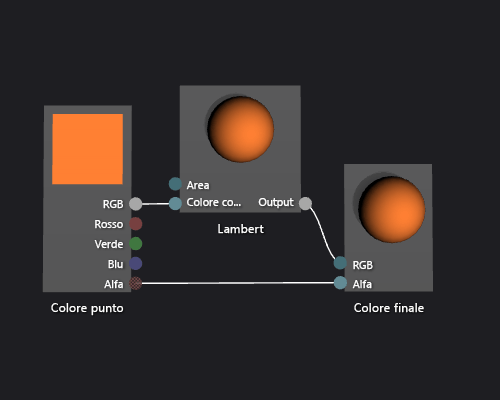 RGB
Rosso
Verde
Blu
Alfa
Colore punto
Area
Colore co... Output
Lambert
RGB
Alfa
Colore finale